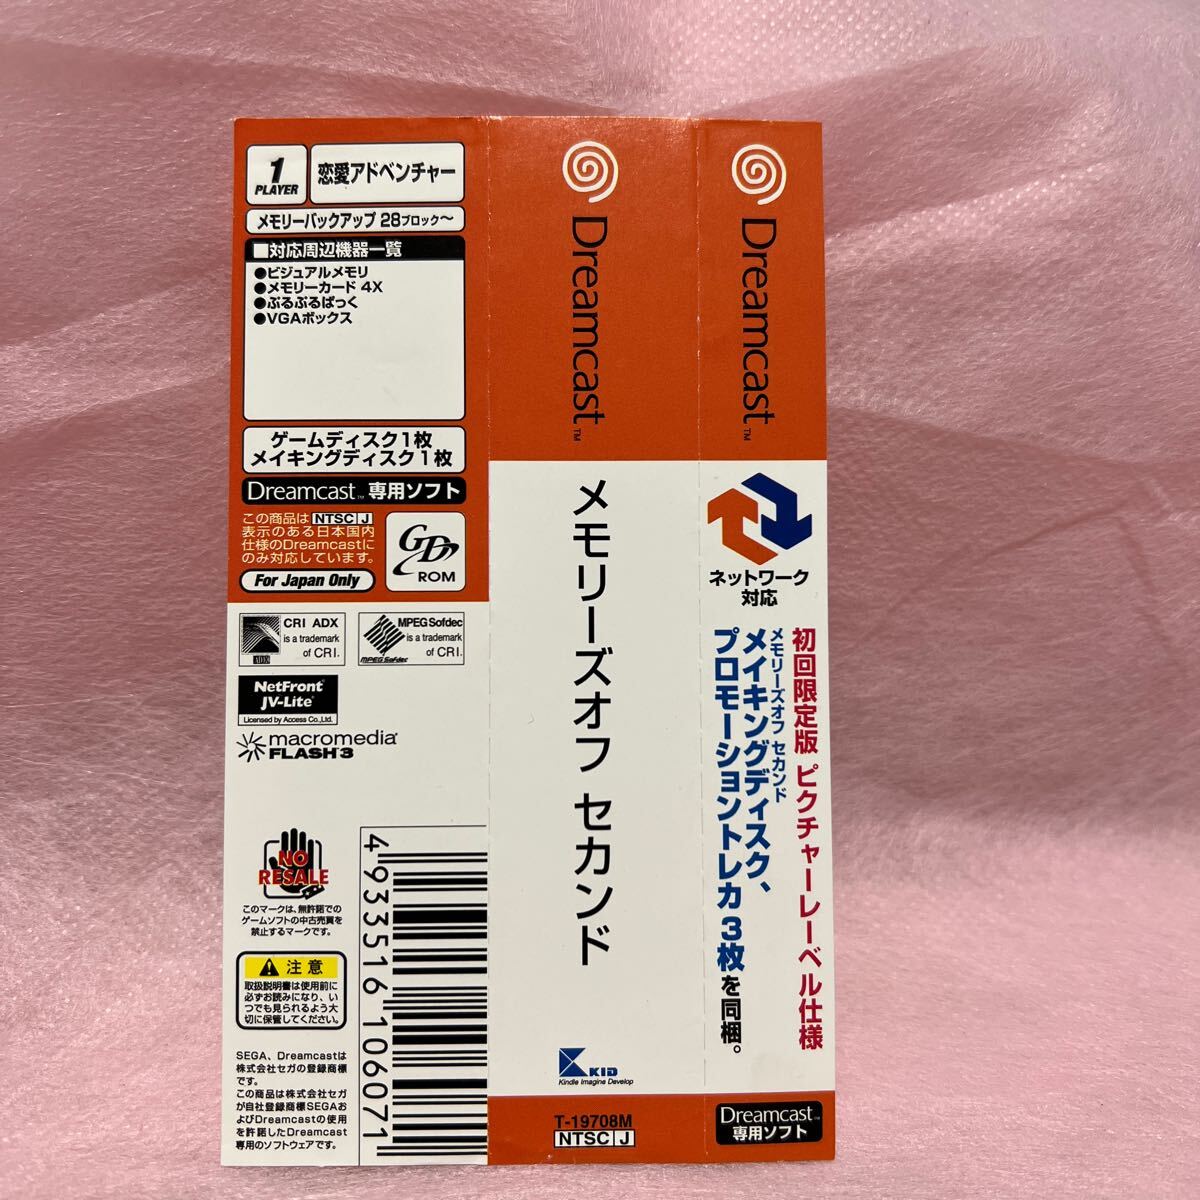 1
PLAYER
恋愛アドベンチャー
メモリーバックアップ 28ブロック〜
■対応周辺機器一覧
●ビジュアルメモリ
●メモリーカード 4X
●ぷるぷるぱっく
●VGAボックス
ゲームディスク1枚
メイキングディスク1枚
Dreamcast™ 専用ソフト
この商品は NTSC J
表示のある日本国内
仕様のDreamcastに
のみ対応しています。
For Japan Only
GD
ROM
CRI ADX
is a trademark
of CRI.
AUDIO
MPEG Sofdec
is a trademark
of CRI.
MPEG Sofdec
NetFront®
JV-Lite®
Licensed by Access Co.,Ltd.
macromedia®
FLASH 3
NO
RESALE
このマークは、無許諾での
ゲームソフトの中古売買を
禁止するマークです。
注意
取扱説明書は使用前に
必ずお読みになり、い
つでも見られるよう大
切に保管してください。
SEGA、Dreamcastは
株式会社セガの登録商標
です。
この商品は株式会社セガ
が自社登録商標SEGAお
よびDreamcastの使用
を許諾したDreamcast
専用のソフトウェアです。
4933516106071
Dreamcast™
メモリーズオフ セカンド
KID
Kindle Imagine Develop
T-19708M
NTSC J
Dreamcast™
ネットワーク
対応
初回限定版 ピクチャーレーベル仕様
メモリーズオフ セカンド
メイキングディスク、
プロモーショントレカ3枚を同梱。
Dreamcast™
専用ソフト